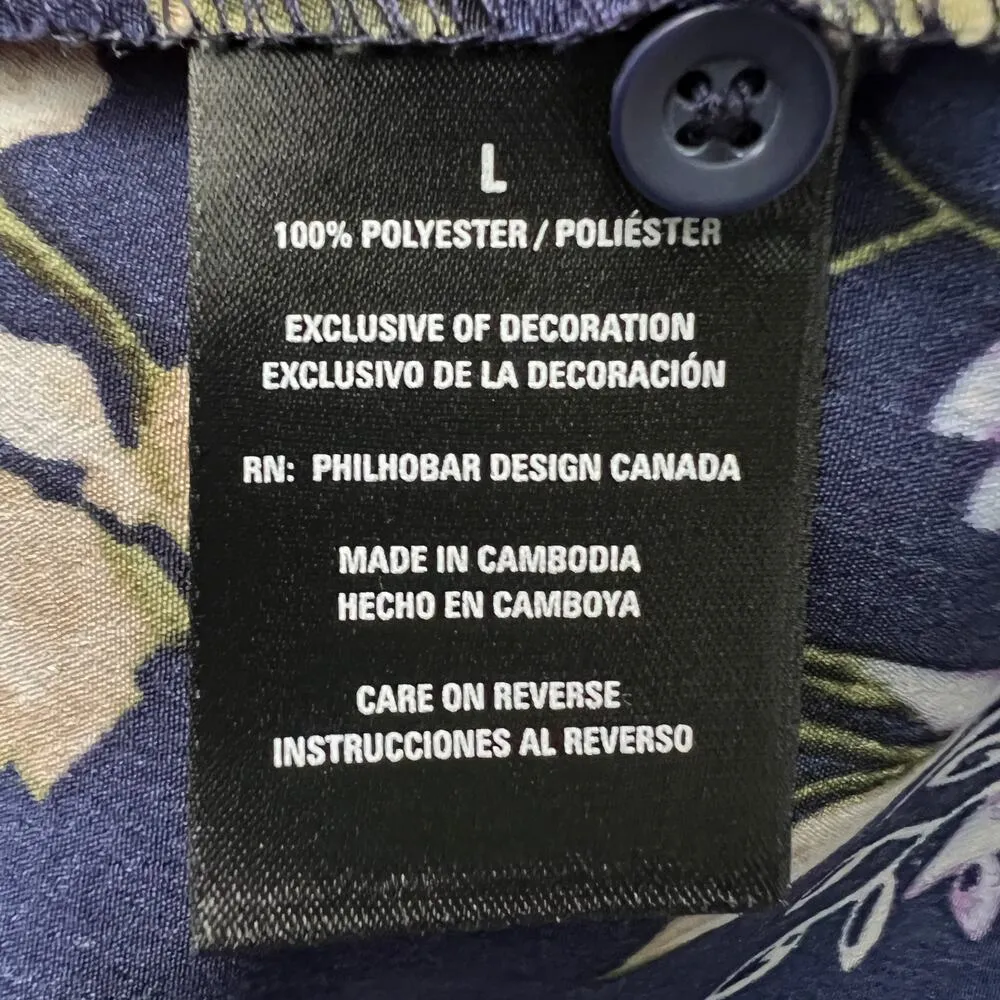 L
100% POLYESTER / POLIÉSTER
EXCLUSIVE OF DECORATION
EXCLUSIVO DE LA DECORACIÓN
RN: PHILHOBAR DESIGN CANADA
MADE IN CAMBODIA
HECHO EN CAMBOYA
CARE ON REVERSE
INSTRUCCIONES AL REVERSO